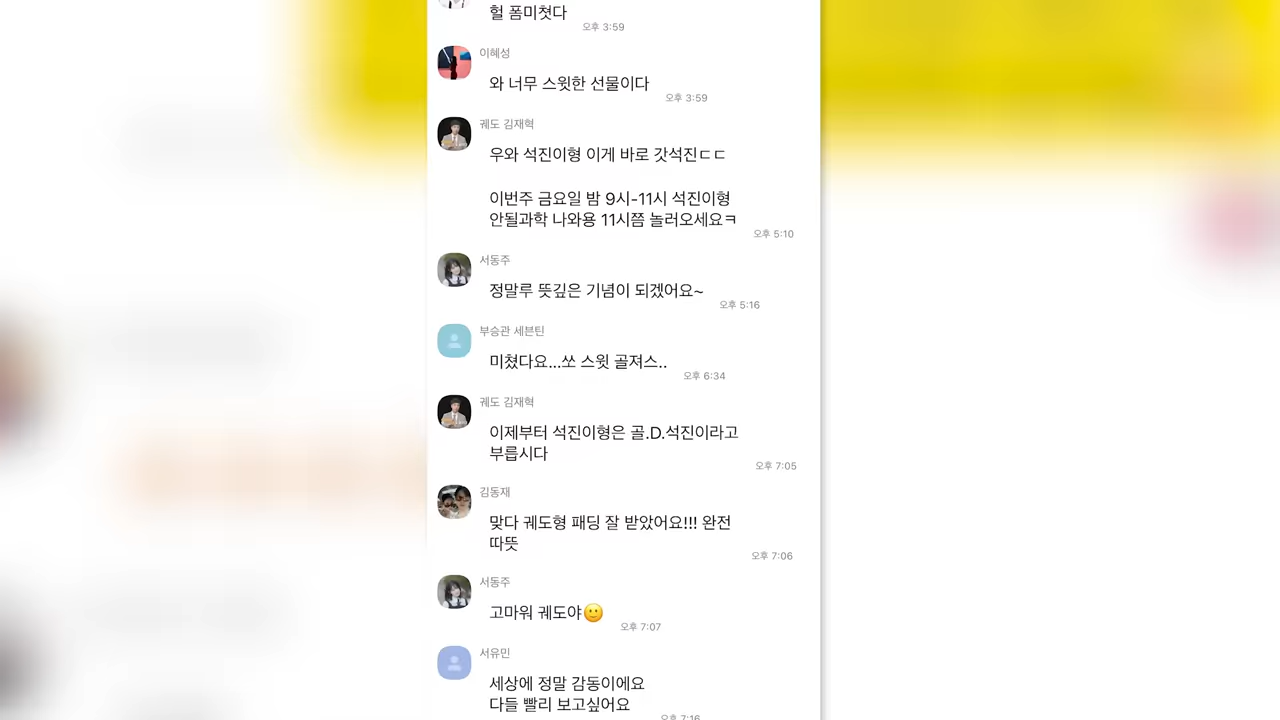 헐 폼미쳣다
오후 3:59
이혜성
와 너무 스윗한 선물이다
오후 3:59
궤도 김재혁
우와 석진이형 이게 바로 갓석진ㄷㄷ
이번주 금요일 밤 9시-11시 석진이형
안될과학 나와용 11시쯤 놀러오세요ㅋ
오후 5:10
서동주
정말루 뜻깊은 기념이 되겠어요~
오후 5:16
부승관 세븐틴
미쳤다요...쏘 스윗 골져스..
오후 6:34
궤도 김재혁
이제부터 석진이형은 골.D.석진이라고
부릅시다
오후 7:05
김동재
맞다 궤도형 패딩 잘 받았어요!!! 완전
따뜻
오후 7:06
서동주
고마워 궤도야🙂
오후 7:07
서유민
세상에 정말 감동이에요
다들 빨리 보고싶어요
오후 7:16